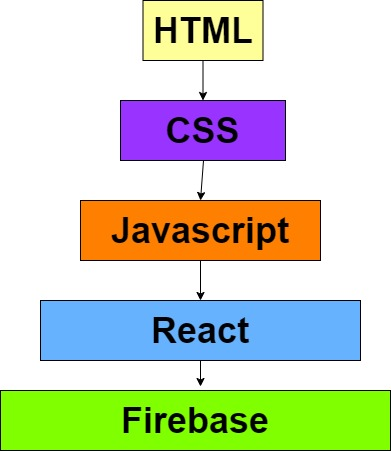 HTML
CSS
Javascript
React
Firebase